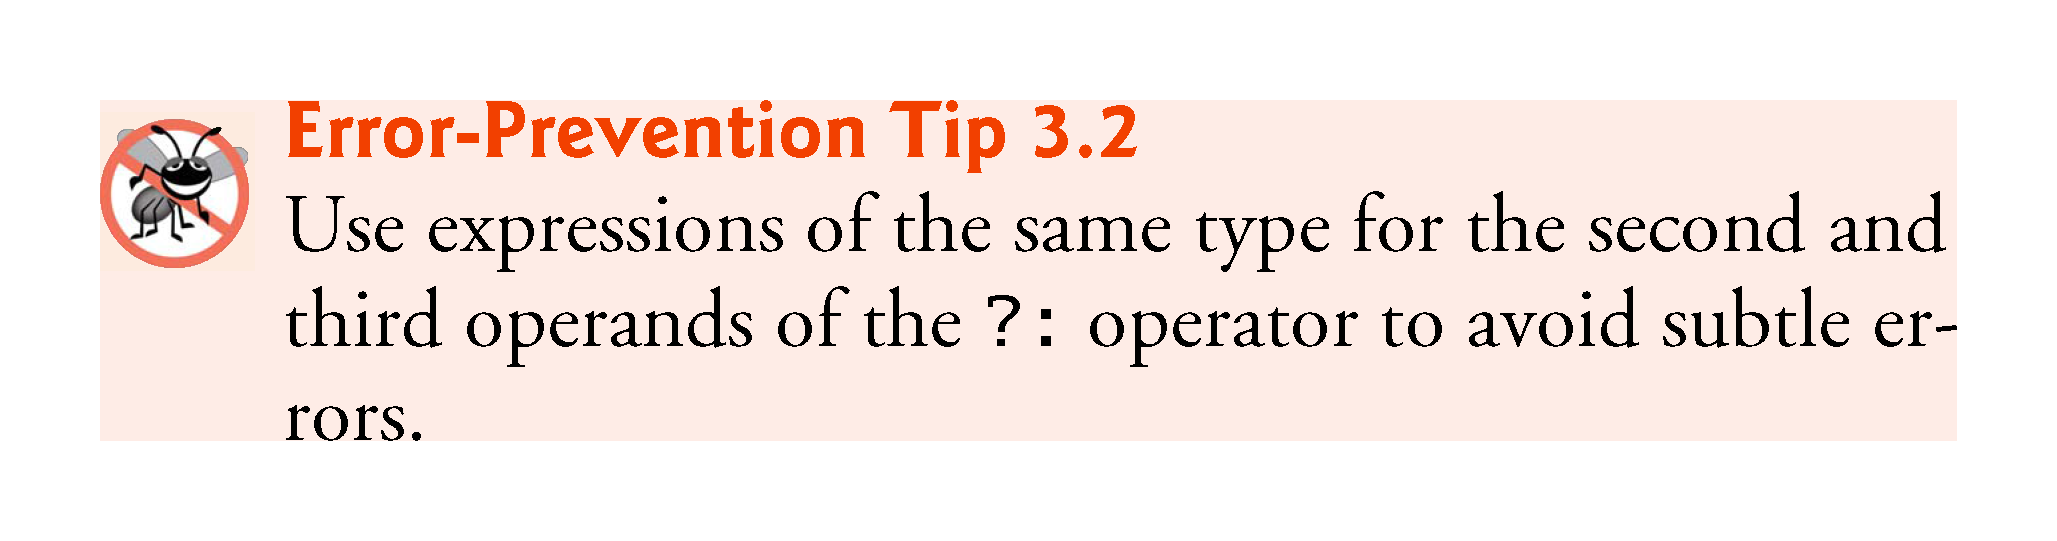 Error-Prevention Tip 3.2
Use expressions of the same type for the second and
third operands of the ?: operator to avoid subtle er-
rors.